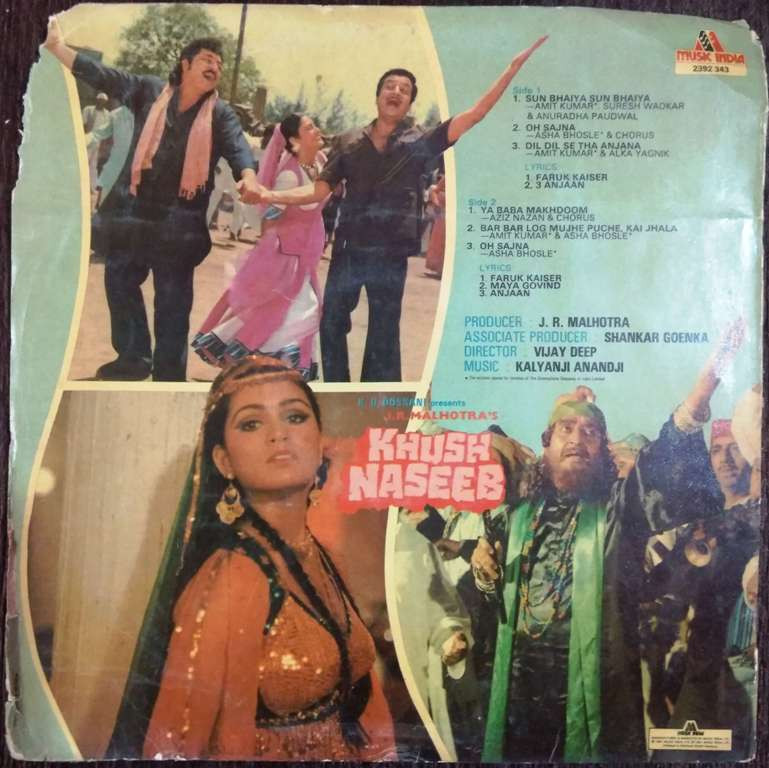 MUSIC INDIA
2392 343
Side 1
1. SUN BHAIYA SUN BHAIYA
—AMIT KUMAR* SURESH WADKAR
& ANURADHA PAUDWAL
2. OH SAJNA
—ASHA BHOSLE* & CHORUS
3. DIL DIL SE THA ANJANA
—AMIT KUMAR* & ALKA YAGNIK
LYRICS
1. FARUK KAISER
2, 3 ANJAAN
Side 2
1. YA BABA MAKHDOOM
—AZIZ NAZAN & CHORUS
2. BAR BAR LOG MUJHE PUCHE, KAI JHALA
—AMIT KUMAR* & ASHA BHOSLE*
3. OH SAJNA
—ASHA BHOSLE*
LYRICS
1. FARUK KAISER
2. MAYA GOVIND
3. ANJAAN
PRODUCER : J. R. MALHOTRA
ASSOCIATE PRODUCER : SHANKAR GOENKA
DIRECTOR : VIJAY DEEP
MUSIC : KALYANJI ANANDJI
DOSSANI presents
J.R. MALHOTRA'S
KHUSH
NASEEB
MUSIC INDIA